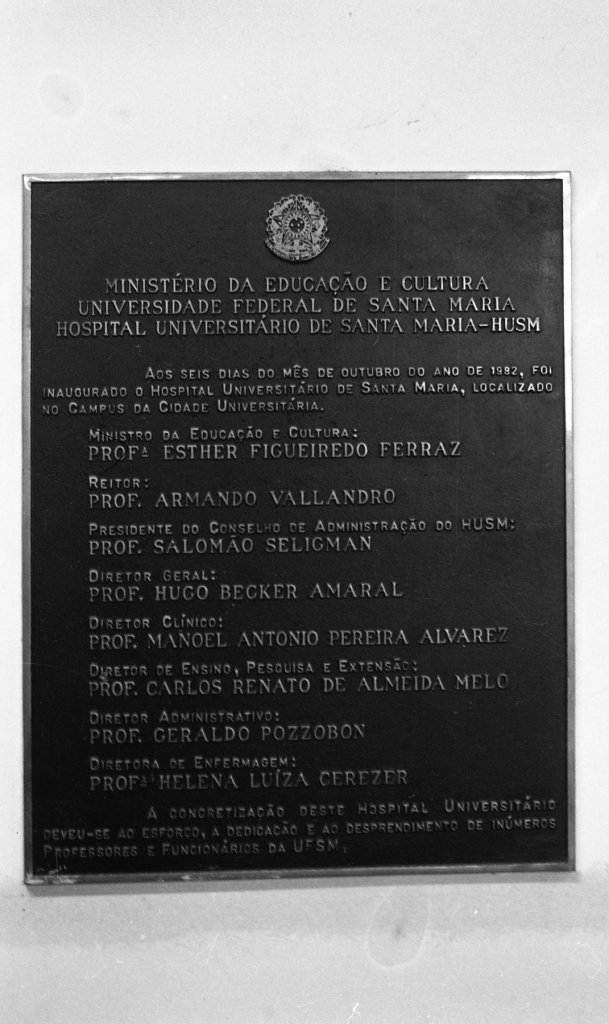 MINISTÉRIO DA EDUCAÇÃO E CULTURA
UNIVERSIDADE FEDERAL DE SANTA MARIA
HOSPITAL UNIVERSITÁRIO DE SANTA MARIA-HUSM
AOS SEIS DIAS DO MÊS DE OUTUBRO DO ANO DE 1982, FOI
INAUGURADO O HOSPITAL UNIVERSITÁRIO DE SANTA MARIA, LOCALIZADO
NO CAMPUS DA CIDADE UNIVERSITÁRIA.
MINISTRO DA EDUCAÇÃO E CULTURA:
PROFª ESTHER FIGUEIREDO FERRAZ
REITOR:
PROF. ARMANDO VALLANDRO
PRESIDENTE DO CONSELHO DE ADMINISTRAÇÃO DO HUSM:
PROF. SALOMÃO SELIGMAN
DIRETOR GERAL:
PROF. HUGO BECKER AMARAL
DIRETOR CLÍNICO:
PROF. MANOEL ANTONIO PEREIRA ALVAREZ
DIRETOR DE ENSINO, PESQUISA E EXTENSÃO:
PROF. CARLOS RENATO DE ALMEIDA MELO
DIRETOR ADMINISTRATIVO:
PROF. GERALDO POZZOBON
DIRETORA DE ENFERMAGEM:
PROFª HELENA LUÍZA CEREZER
A CONCRETIZAÇÃO DESTE HOSPITAL UNIVERSITÁRIO
DEVEU-SE AO ESFORÇO, A DEDICAÇÃO E AO DESPRENDIMENTO DE INÚMEROS
PROFESSORES E FUNCIONÁRIOS DA UFSM.